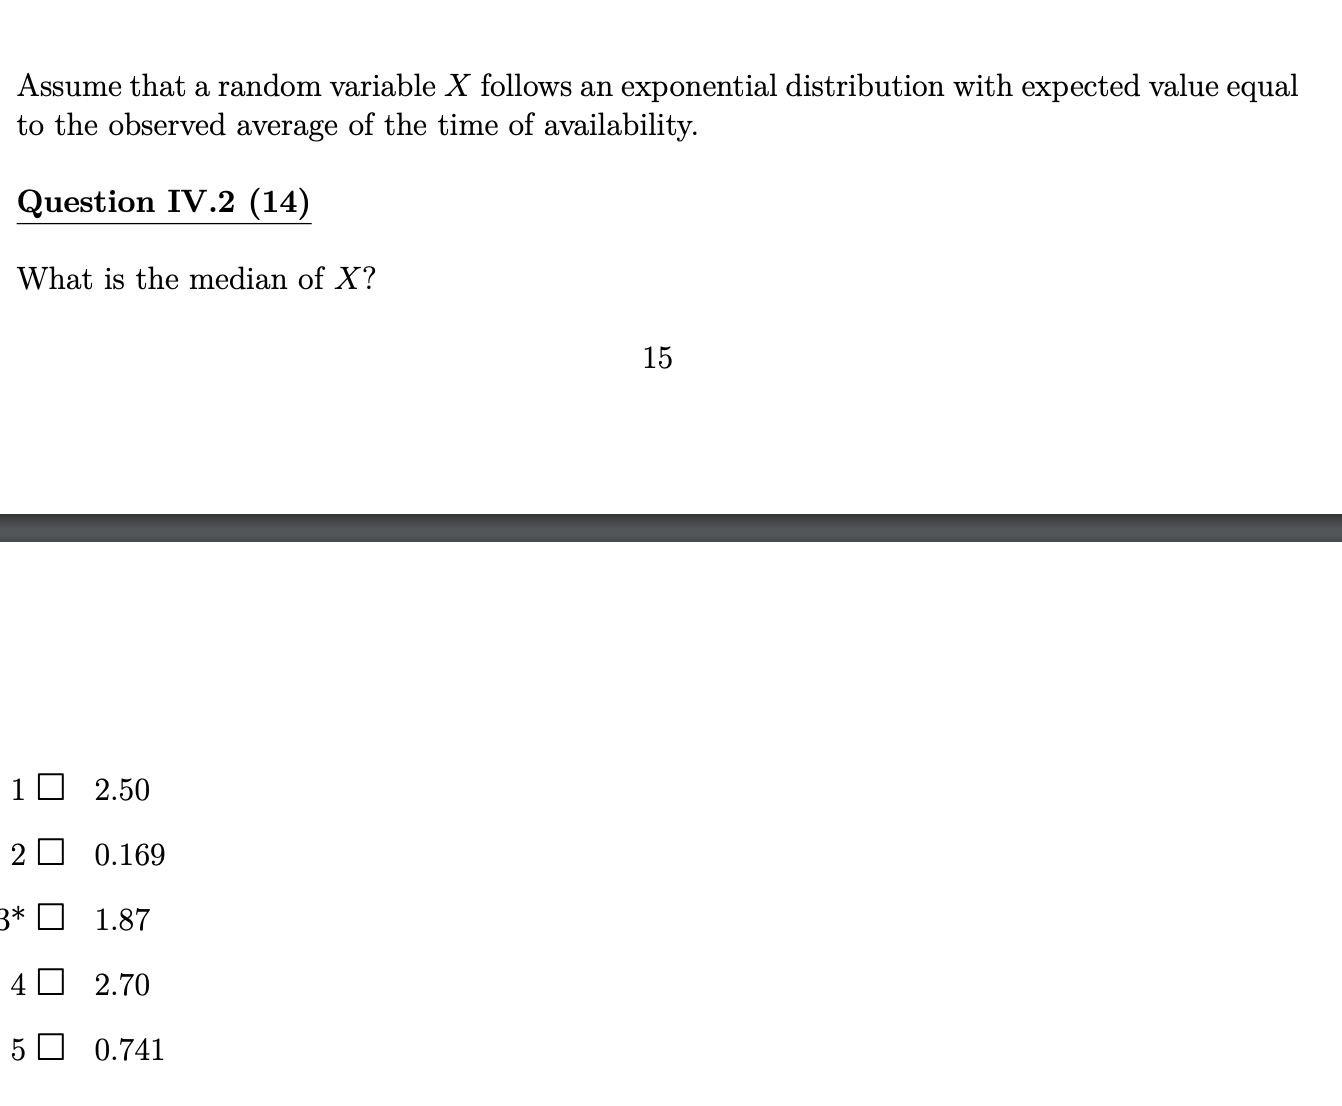 Assume that a random variable X follows an exponential distribution with expected value equal
to the observed average of the time of availability.
Question IV.2 (14)
What is the median of X?
15
1 □ 2.50
2 □ 0.169
3* □ 1.87
4 □ 2.70
5 □ 0.741